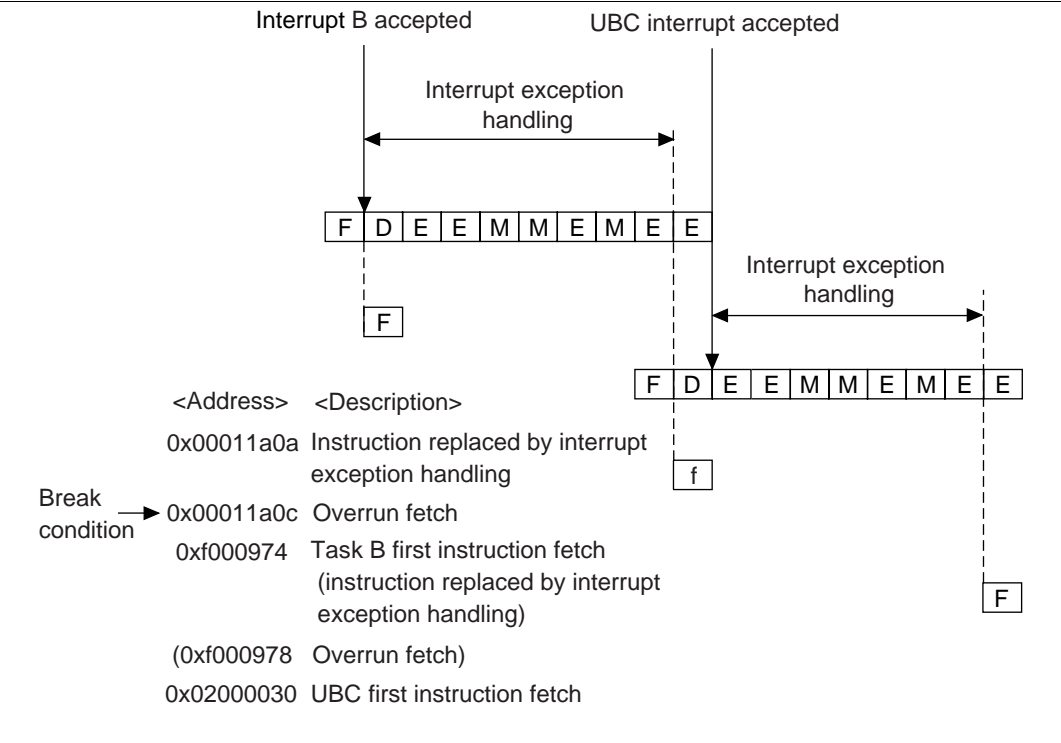 Interrupt B accepted
UBC interrupt accepted
Interrupt exception
handling
F D E E M M E M E E
Interrupt exception
handling
F
F D E E M M E M E E
<Address> <Description>
0x00011a0a Instruction replaced by interrupt
exception handling
f
Break
condition
0x00011a0c Overrun fetch
0xf000974 Task B first instruction fetch
(instruction replaced by interrupt
exception handling)
F
(0xf000978 Overrun fetch)
0x02000030 UBC first instruction fetch